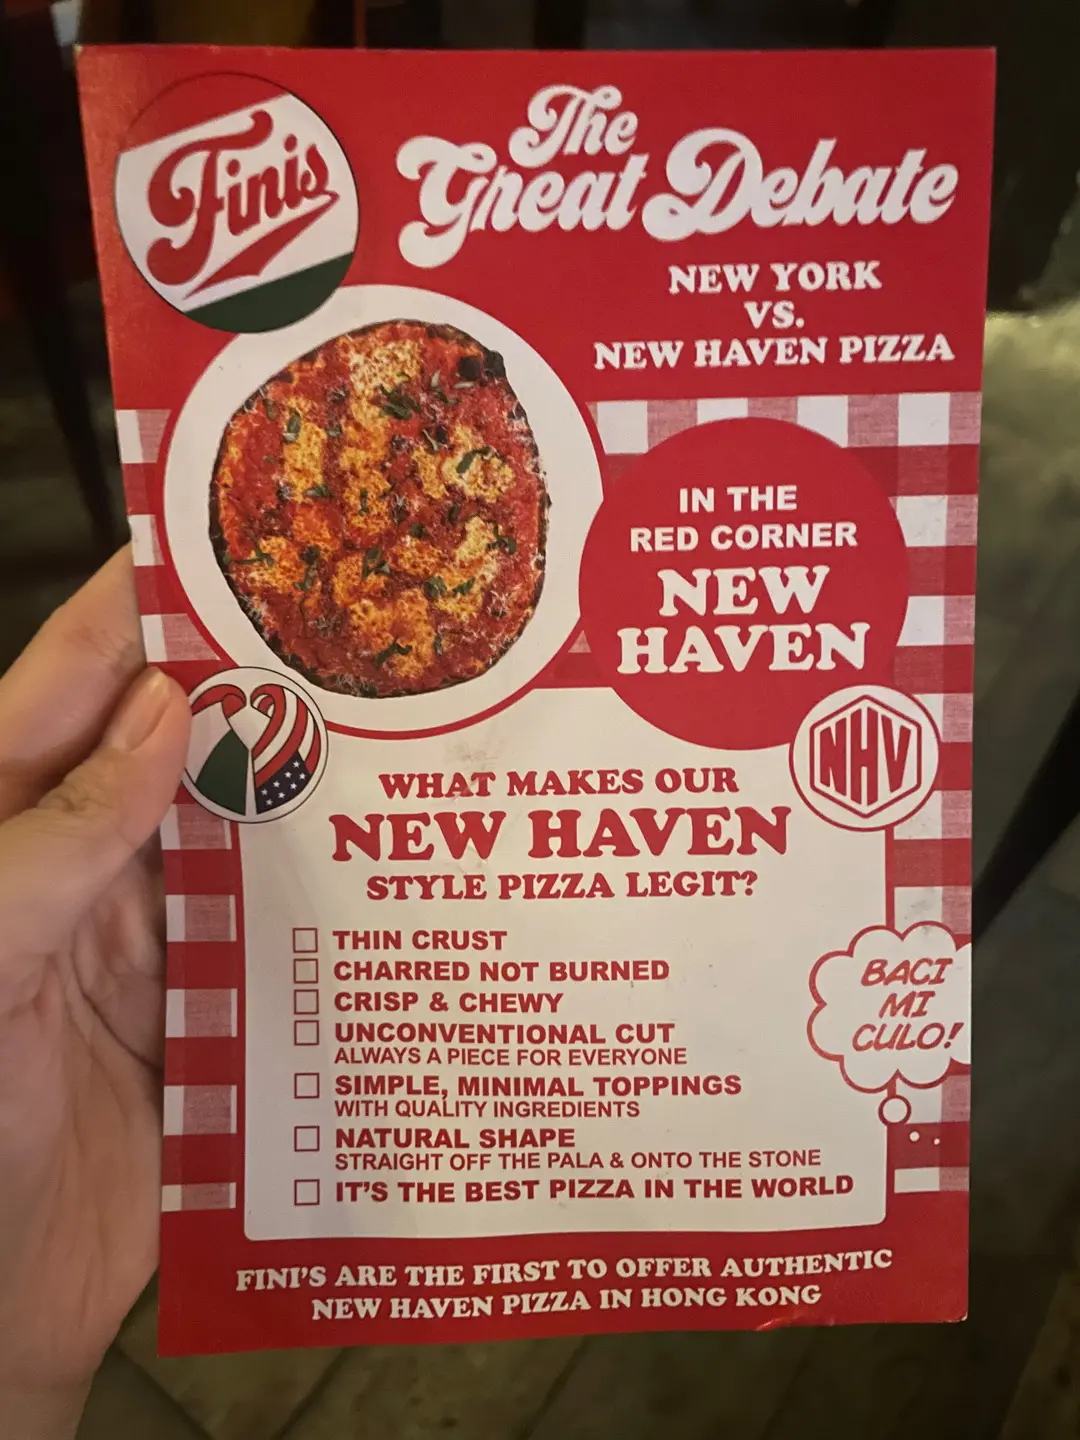 Finis
The
Great Debate
NEW YORK
VS.
NEW HAVEN PIZZA
IN THE
RED CORNER
NEW
HAVEN
NHV
WHAT MAKES OUR
NEW HAVEN
STYLE PIZZA LEGIT?
THIN CRUST
CHARRED NOT BURNED
CRISP & CHEWY
UNCONVENTIONAL CUT
ALWAYS A PIECE FOR EVERYONE
SIMPLE, MINIMAL TOPPINGS
WITH QUALITY INGREDIENTS
NATURAL SHAPE
STRAIGHT OFF THE PALA & ONTO THE STONE
IT'S THE BEST PIZZA IN THE WORLD
BACI
MI
CULO!
FINI'S ARE THE FIRST TO OFFER AUTHENTIC
NEW HAVEN PIZZA IN HONG KONG